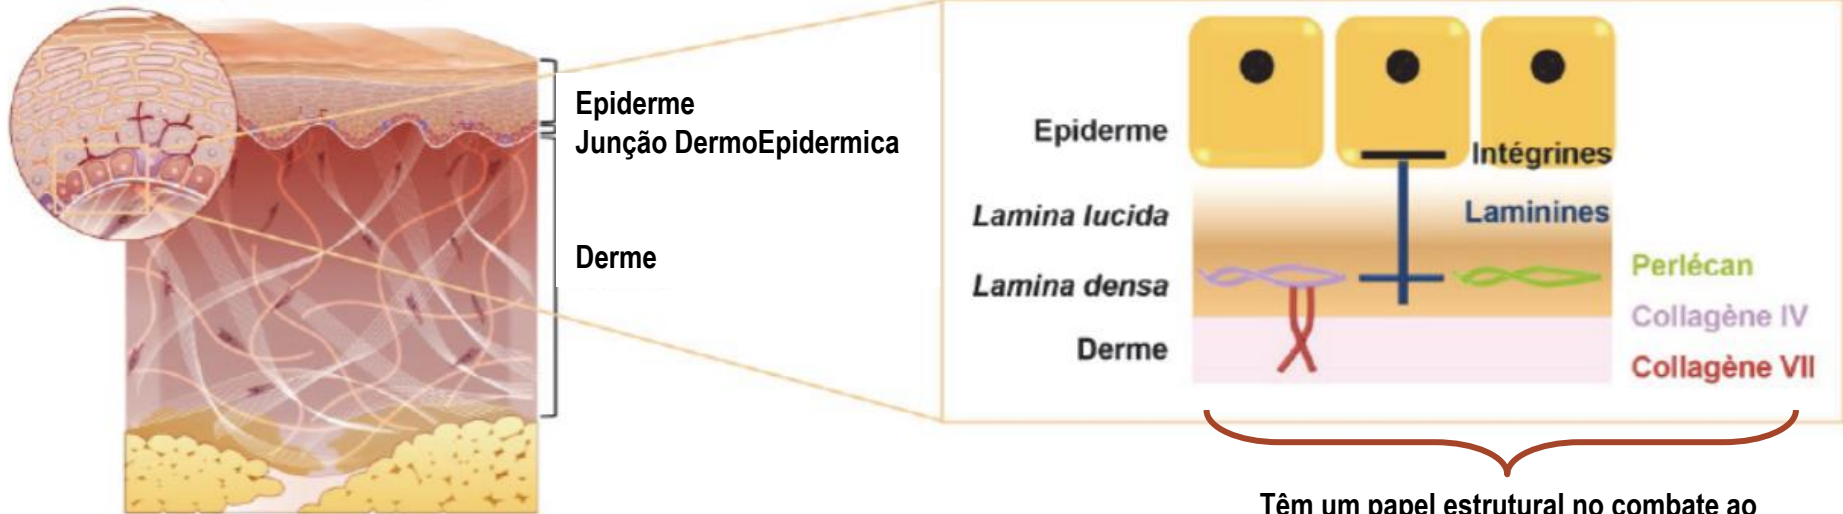 Epiderme
Junção DermoEpidermica
Derme
Epiderme
Intégrines
Lamina lucida
Laminines
Lamina densa
Perlécan
Collagène IV
Derme
Collagène VII
Têm um papel estrutural no combate ao